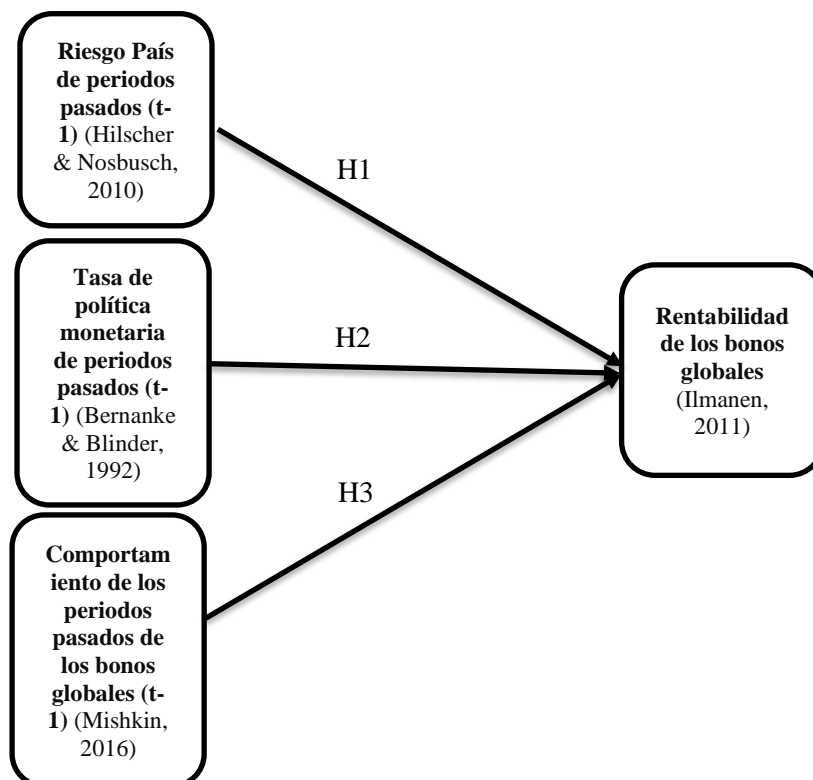 Riesgo País
de periodos
pasados (t-
1) (Hilscher
& Nosbusch,
2010)
H1
Tasa de
política
monetaria
de periodos
pasados (t-
1) (Bernanke
& Blinder,
1992)
H2
Rentabilidad
de los bonos
globales
(Ilmanen,
2011)
H3
Comportam
iento de los
periodos
pasados de
los bonos
globales (t-
1) (Mishkin,
2016)